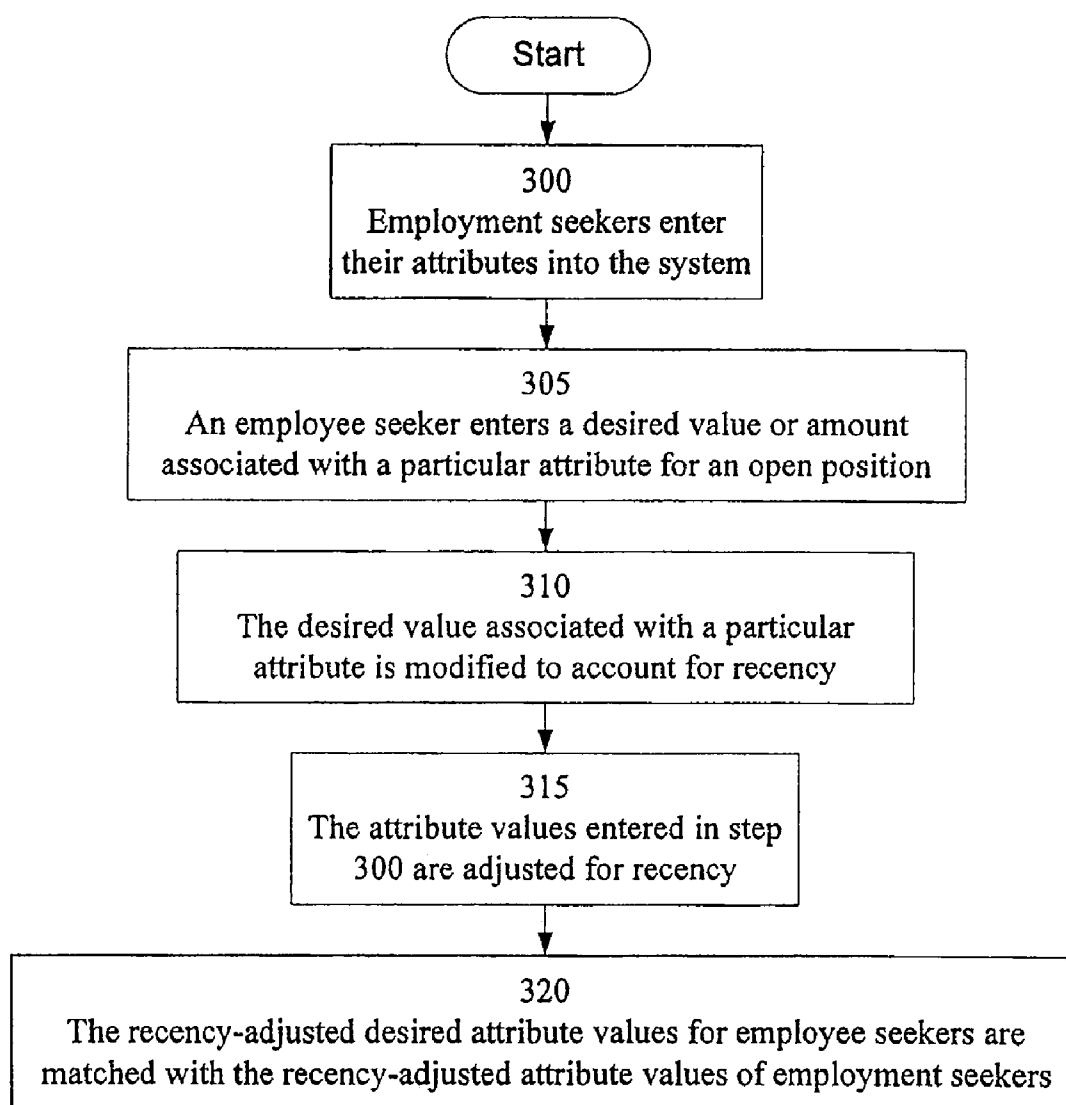 Start
300
Employment seekers enter
their attributes into the system
305
An employee seeker enters a desired value or amount
associated with a particular attribute for an open position
310
The desired value associated with a particular
attribute is modified to account for recency
315
The attribute values entered in step
300 are adjusted for recency
320
The recency-adjusted desired attribute values for employee seekers are
matched with the recency-adjusted attribute values of employment seekers